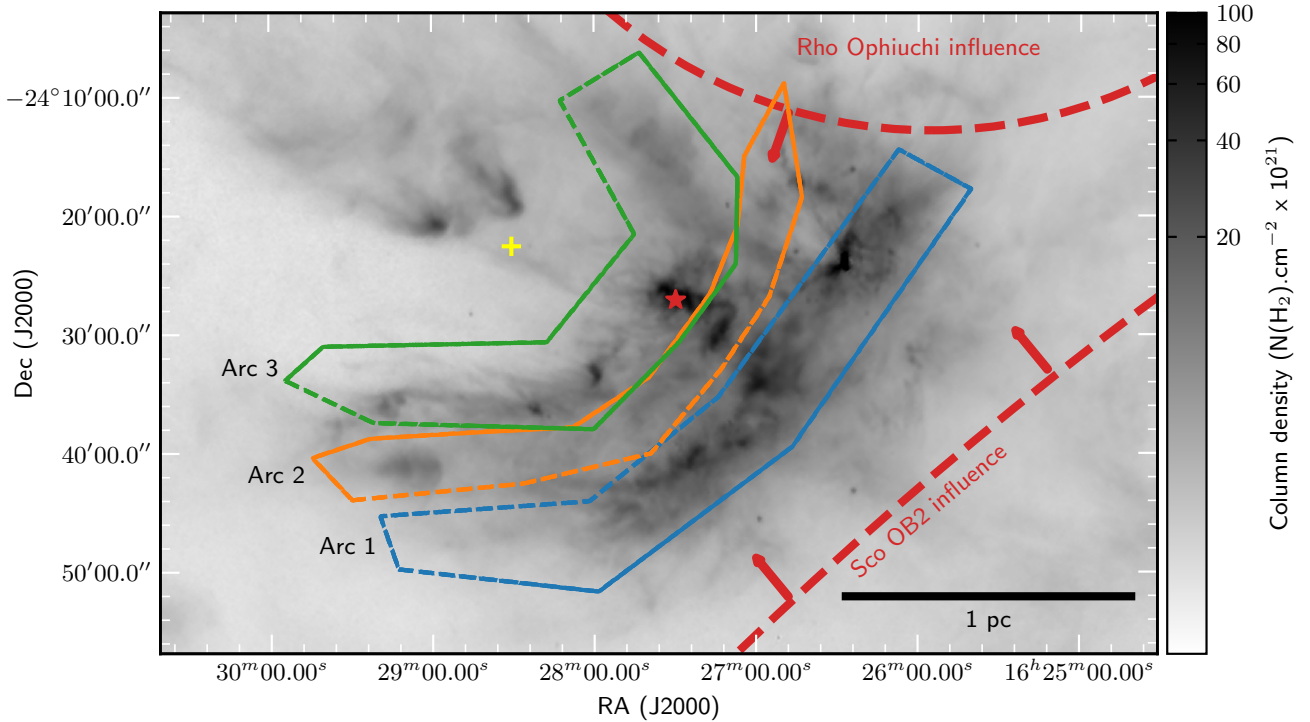 Rho Ophiuchi influence
−24°10′00.0′′
20′00.0′′
30′00.0′′
40′00.0′′
50′00.0′′
Dec (J2000)
Arc 3
Arc 2
Arc 1
Sco OB2 influence
1 pc
30ᵐ00.00ˢ
29ᵐ00.00ˢ
28ᵐ00.00ˢ
27ᵐ00.00ˢ
26ᵐ00.00ˢ
16ʰ25ᵐ00.00ˢ
RA (J2000)
100
80
60
40
20
Column density (N(H₂).cm⁻² x 10²¹)